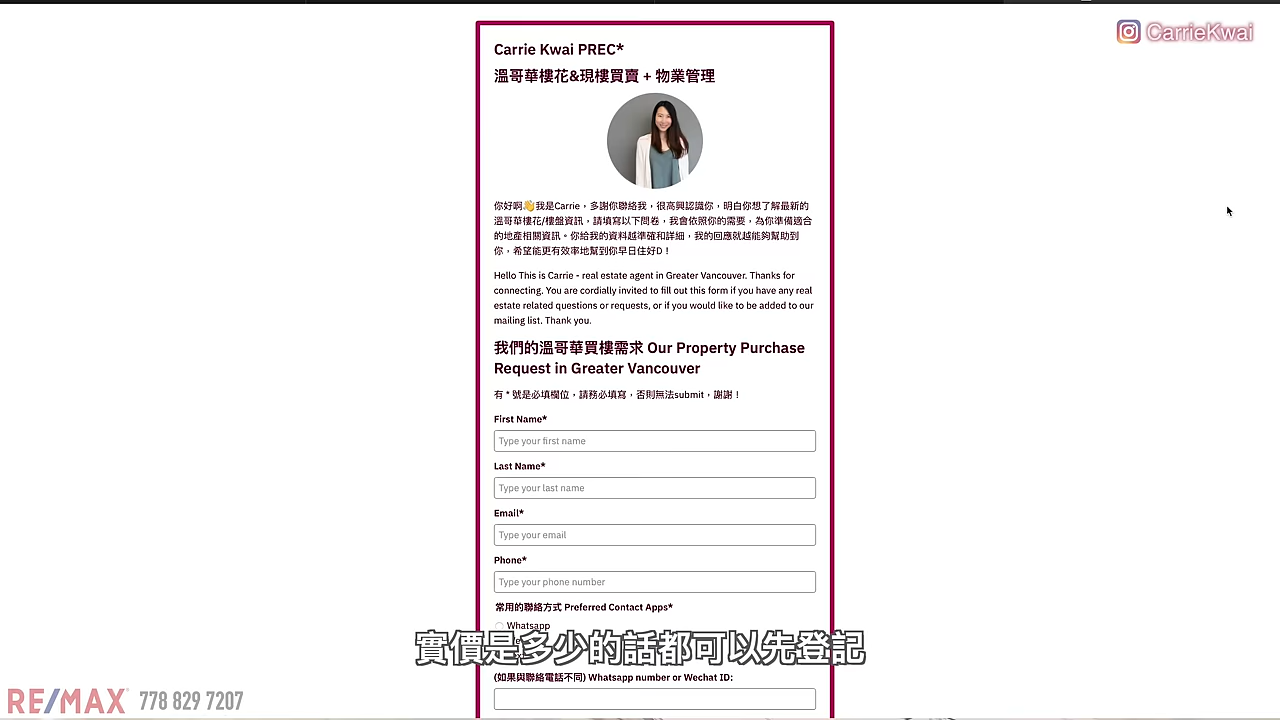 CarrieKwai
Carrie Kwai PREC*
溫哥華樓花&現樓買賣 + 物業管理
你好啊👋我是Carrie，多謝你聯絡我，很高興認識你，明白你想了解最新的
溫哥華樓花/樓盤資訊，請填寫以下問卷，我會依照你的需要，為你準備適合
的地產相關資訊。你給我的資料越準確和詳細，我的回應就越能夠幫助到
你，希望能更有效率地幫到你早日住好D！
Hello This is Carrie - real estate agent in Greater Vancouver. Thanks for
connecting. You are cordially invited to fill out this form if you have any real
estate related questions or requests, or if you would like to be added to our
mailing list. Thank you.
我們的溫哥華買樓需求 Our Property Purchase
Request in Greater Vancouver
有 * 號是必填欄位，請務必填寫，否則無法submit，謝謝！
First Name*
Type your first name
Last Name*
Type your last name
Email*
Type your email
Phone*
Type your phone number
常用的聯絡方式 Preferred Contact Apps*
Whatsapp
實價是多少的話都可以先登記
(如果與聯絡電話不同) Whatsapp number or Wechat ID:
RE/MAX 778 829 7207